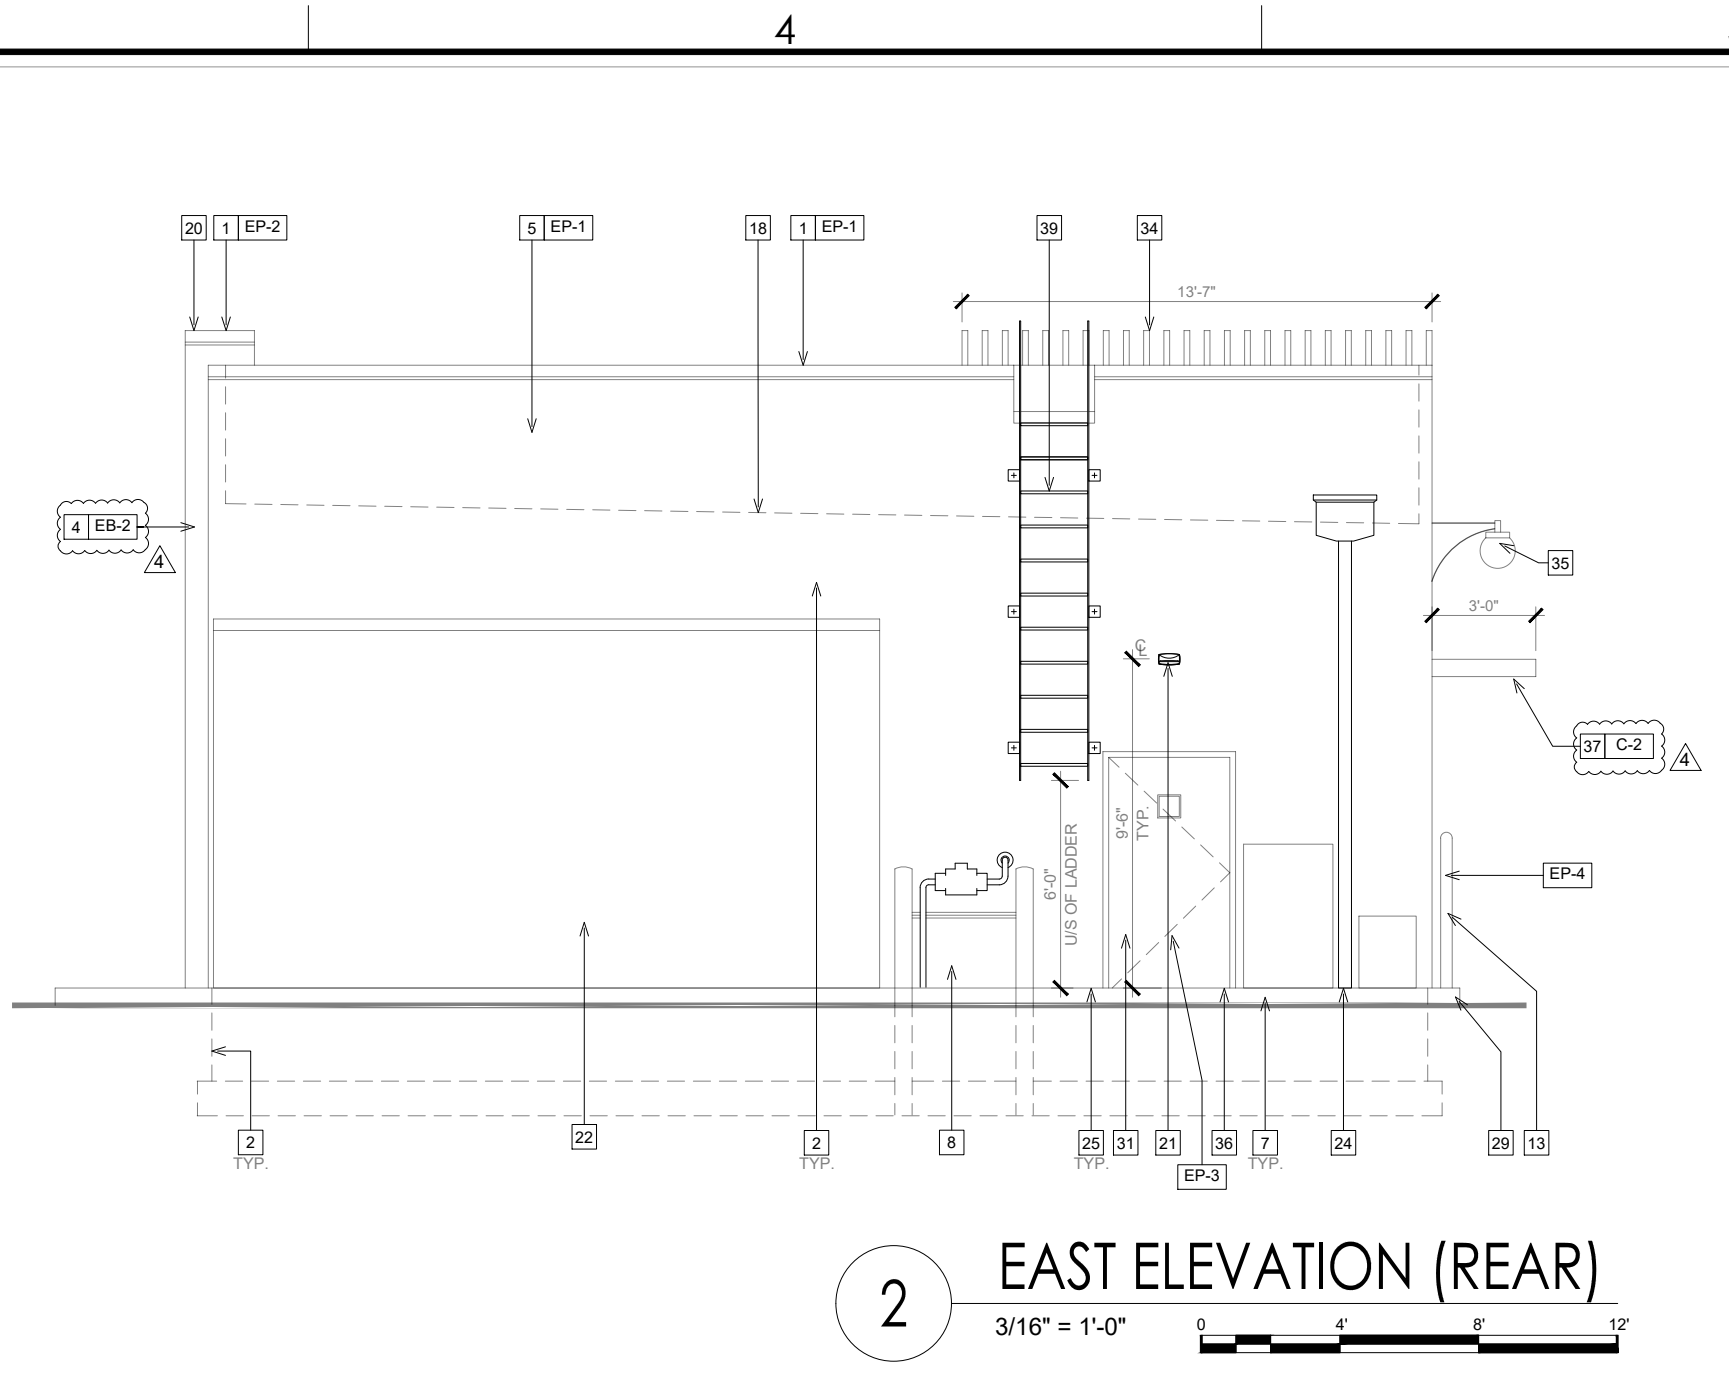 4
20
1 EP-2
5 EP-1
18
1 EP-1
39
34
13'-7"
4 EB-2
4
35
3'-0"
℄
37 C-2
4
9'-6"
TYP.
6'-0"
U/S OF LADDER
EP-4
2
TYP.
22
2
TYP.
8
25
TYP.
31
21
36
7
TYP.
24
29
13
EP-3
2
EAST ELEVATION (REAR)
3/16" = 1'-0"
0 4' 8' 12'